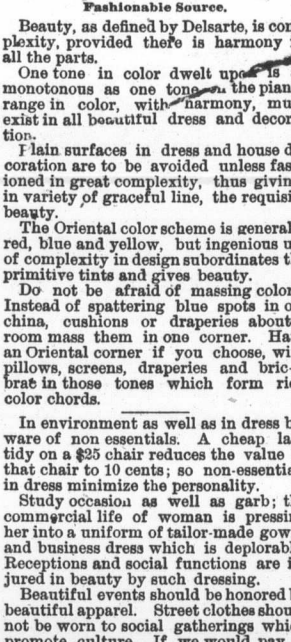 Fashionable Source.
Beauty, as defined by Delsarte, is com
plexity, provided there is harmony
all the parts.
One tone in color dwelt upon is
monotonous as one tone the pian
range in color, with harmony, mu
exist in all beautiful dress and decor
tion.
Plain surfaces in dress and house d
coration are to be avoided unless fas
ioned in great complexity, thus givin
in variety of graceful line, the requisi
beauty.
The Oriental color scheme is general
red, blue and yellow, but ingenious u
of complexity in design subordinates t
primitive tints and gives beauty.
Do not be afraid of massing color
Instead of spattering blue spots in o
china, cushions or draperies about
room mass them in one corner. Ha
an Oriental corner if you choose, wi
pillows, screens, draperies and bric-
brat in those tones which form ri
color chords.
In environment as well as in dress b
ware of non essentials. A cheap la
tidy on a $25 chair reduces the value
that chair to 10 cents; so non-essentia
in dress minimize the personality.
Study occasion as well as garb; t
commercial life of woman is pressin
her into a uniform of tailor-made gow
and business dress which is deplorab
Receptions and social functions are i
jured in beauty by such dressing.
Beautiful events should be honored
beautiful apparel. Street clothes shou
not be worn to social gatherings whi
promote culture. If we would pay